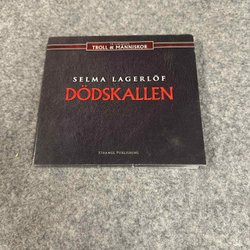 TROLL & MÄNNISKOR
SELMA LAGERLÖF
DÖDSKALLEN
STRANGE PUBLISHING